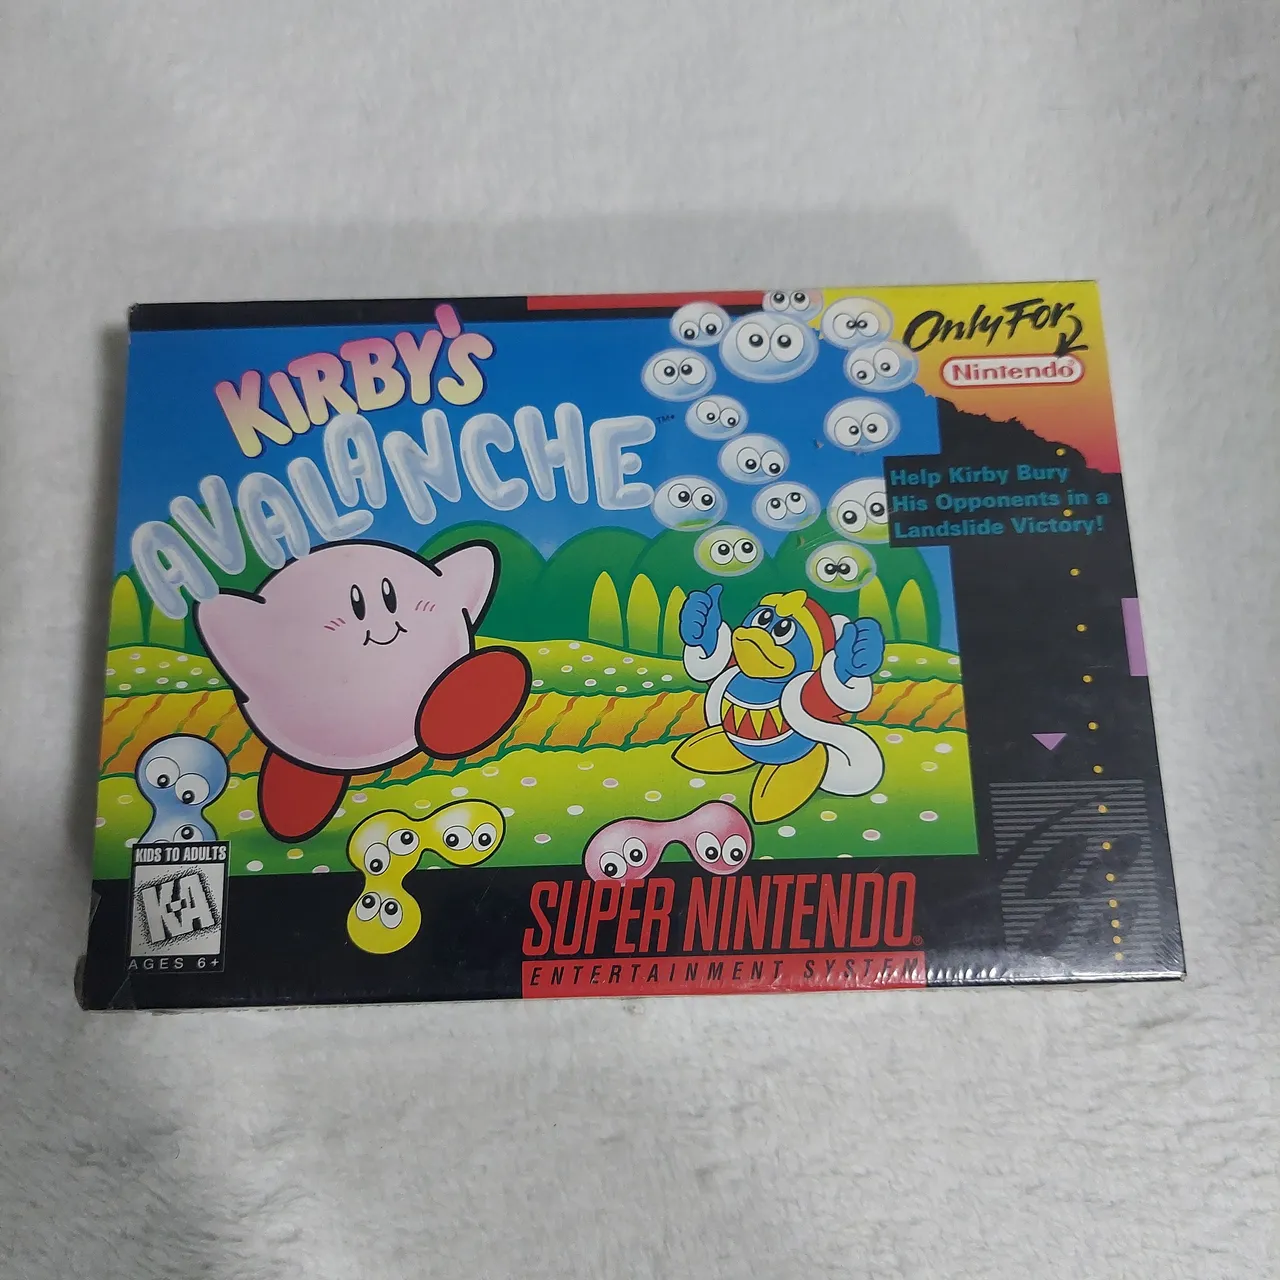 KIRBY'S
AVALANCHE
TM
Only For
Nintendo
Help Kirby Bury
His Opponents in a
Landslide Victory!
KIDS TO ADULTS
K-A
AGES 6+
SUPER NINTENDO®
ENTERTAINMENT SYSTEM